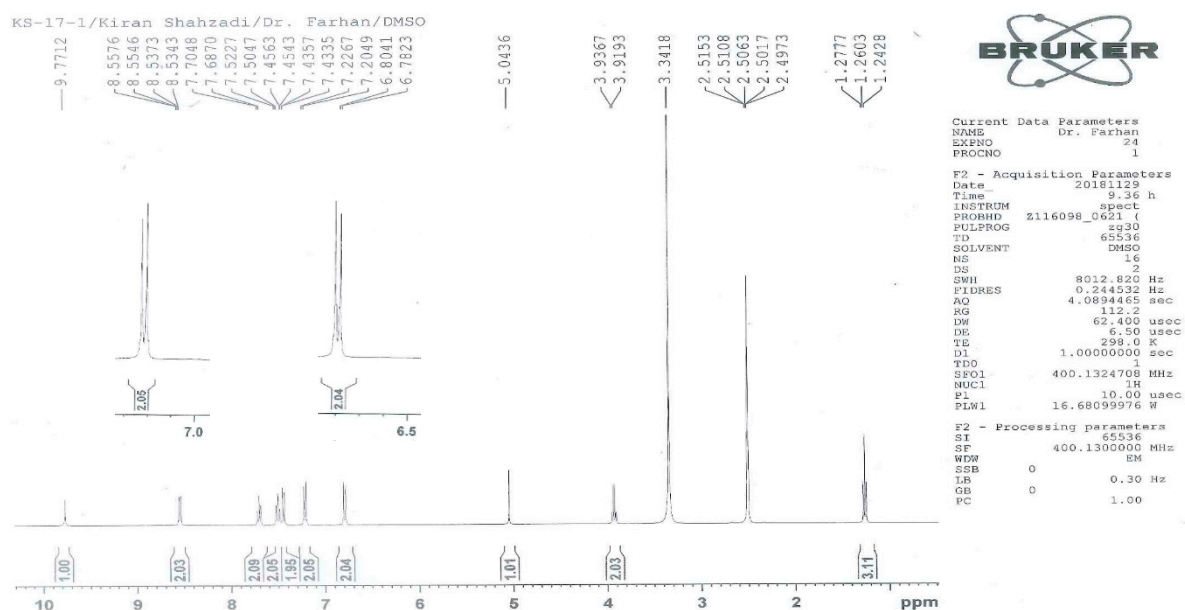 KS-17-1/Kiran Shahzadi/Dr. Farhan/DMSO
9.7712
8.5576
8.5546
8.5373
8.5343
7.7048
7.6870
7.5227
7.5047
7.4563
7.4543
7.4357
7.4335
7.2267
7.2049
6.8041
6.7823
5.0436
3.9367
3.9193
3.3418
2.5153
2.5108
2.5063
2.5017
2.4973
1.2777
1.2603
1.2428
BRUKER
Current Data Parameters
NAME Dr. Farhan
EXPNO 24
PROCNO 1
F2 - Acquisition Parameters
Date_ 20181129
Time 9.36 h
INSTRUM spect
PROBHD Z116098_0621 (
PULPROG zg30
TD 65536
SOLVENT DMSO
NS 16
DS 2
SWH 8012.820 Hz
FIDRES 0.244532 Hz
AQ 4.0894465 sec
RG 112.2
DW 62.400 usec
DE 6.50 usec
TE 298.0 K
D1 1.00000000 sec
TD0 1
SFO1 400.1324708 MHz
NUC1 1H
P1 10.00 usec
PLW1 16.68099976 W
F2 - Processing parameters
SI 65536
SF 400.1300000 MHz
WDW EM
SSB 0
LB 0.30 Hz
GB 0
PC 1.00
2.05
7.0
2.04
6.5
1.00
2.03
2.09
2.05
1.95
2.05
2.04
1.01
2.03
3.11
10 9 8 7 6 5 4 3 2 ppm